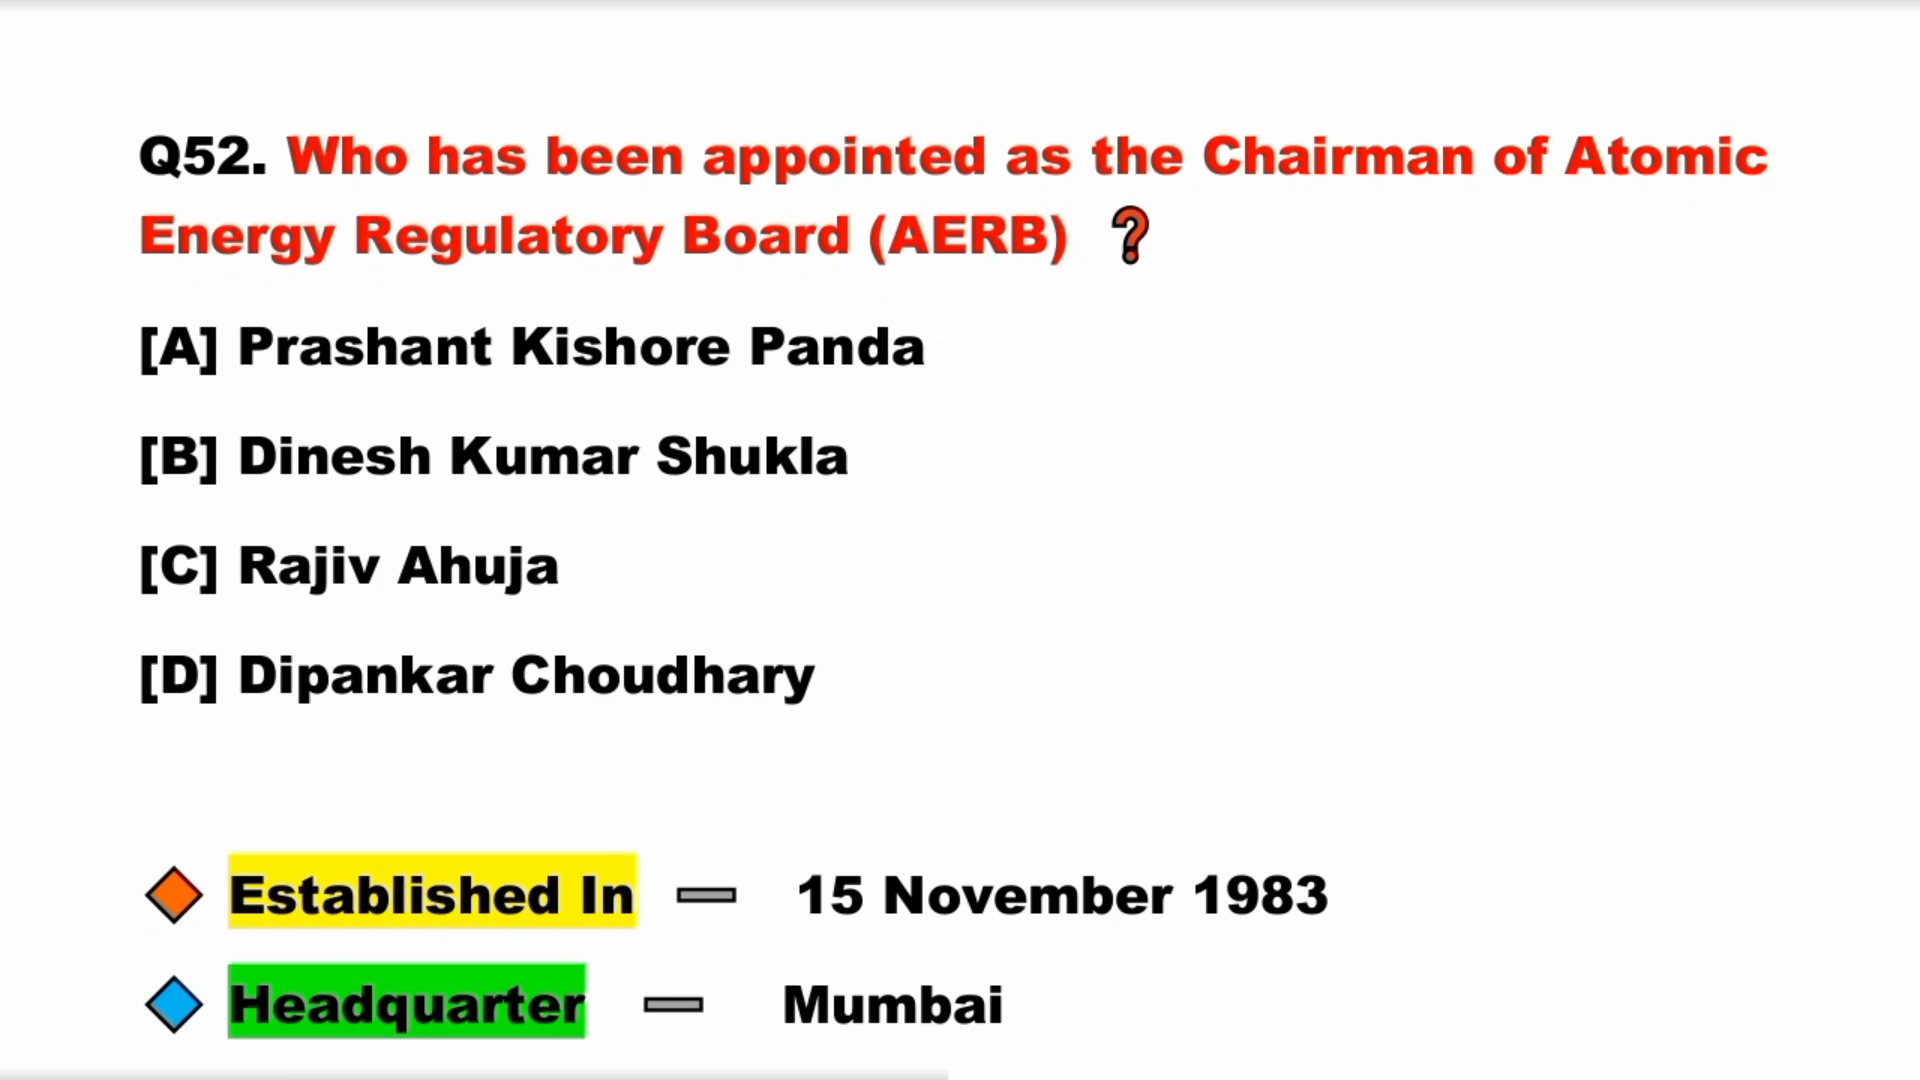 Q52. Who has been appointed as the Chairman of Atomic
Energy Regulatory Board (AERB) ❓
[A] Prashant Kishore Panda
[B] Dinesh Kumar Shukla
[C] Rajiv Ahuja
[D] Dipankar Choudhary
🔶 Established In ➖ 15 November 1983
🔷 Headquarter ➖ Mumbai